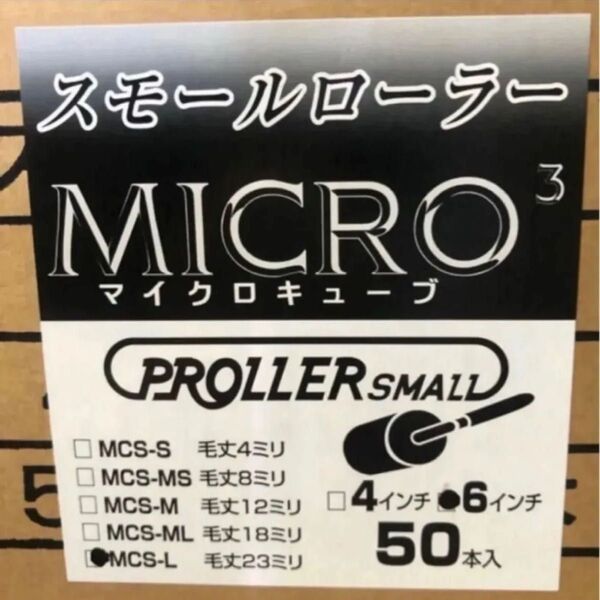 スモールローラー
MICRO³
マイクロキューブ
PROLLER SMALL
□ MCS-S 毛丈4ミリ
□ MCS-MS 毛丈8ミリ
□ MCS-M 毛丈12ミリ
□ 4インチ ●6インチ
□ MCS-ML 毛丈18ミリ
50本入
●MCS-L 毛丈23ミリ